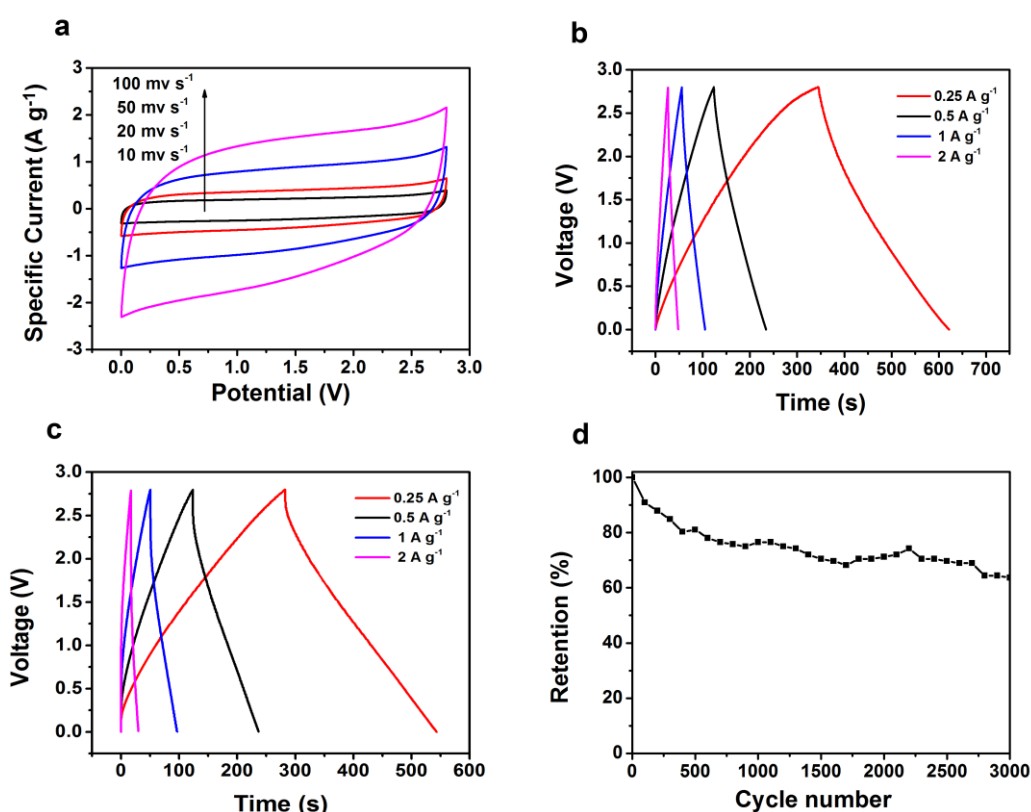 a
100 mv s-1
50 mv s-1
20 mv s-1
10 mv s-1
3
2
1
0
-1
-2
-3
Specific Current (A g-1)
0.0 0.5 1.0 1.5 2.0 2.5 3.0
Potential (V)
b
3.0
2.0
1.0
0.0
Voltage (V)
0.25 A g-1
0.5 A g-1
1 A g-1
2 A g-1
0 100 200 300 400 500 600 700
Time (s)
c
3.0
2.5
2.0
1.5
1.0
0.5
0.0
Voltage (V)
0.25 A g-1
0.5 A g-1
1 A g-1
2 A g-1
0 100 200 300 400 500 600
Time (s)
d
100
80
60
40
20
0
Retention (%)
0 500 1000 1500 2000 2500 3000
Cycle number